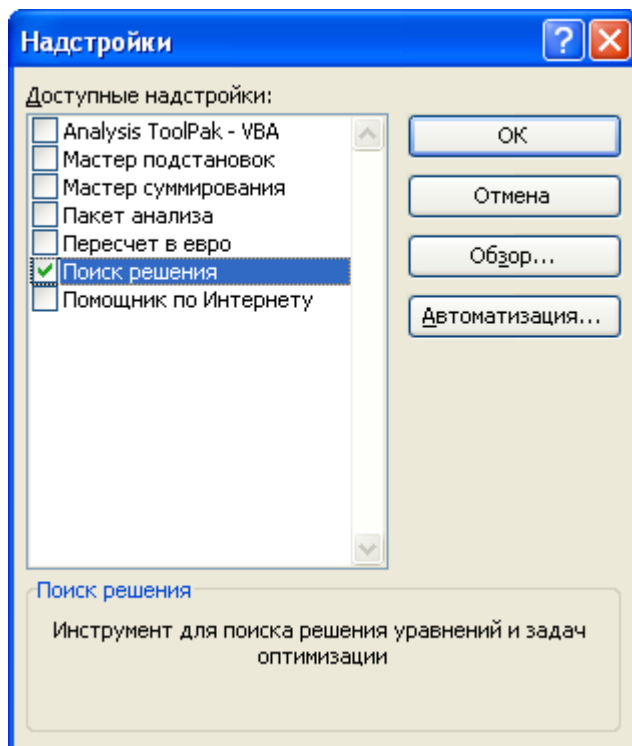 Надстройки
Доступные надстройки:
Analysis ToolPak - VBA
Мастер подстановок
Мастер суммирования
Пакет анализа
Пересчет в евро
Поиск решения
Помощник по Интернету
ОК
Отмена
Обзор...
Автоматизация...
Поиск решения
Инструмент для поиска решения уравнений и задач
оптимизации